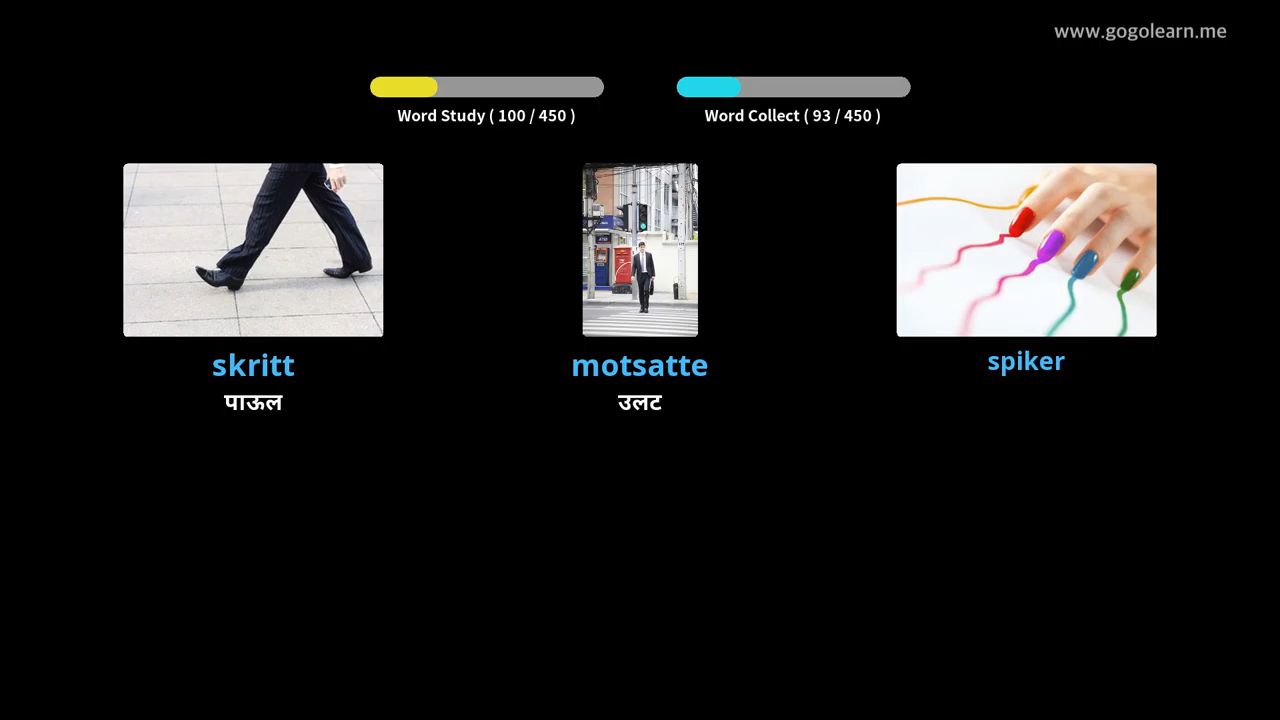 www.gogolearn.me
Word Study ( 100 / 450 )
Word Collect ( 93 / 450 )
skritt
motsatte
spiker
पाऊल
उलट